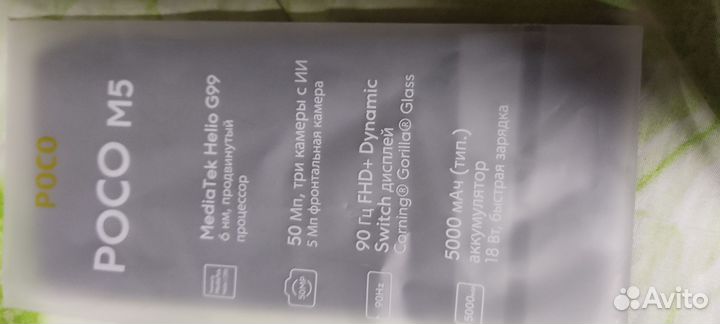 POCO
POCO M5
MediaTek Helio G99
6 нм, продвинутый
процессор
50MP
50 Мп, три камеры с ИИ
5 Мп фронтальная камера
90Hz
90 Гц FHD+ Dynamic
Switch дисплей
Corning® Gorilla® Glass
5000
5000 мАч (тип.)
аккумулятор
18 Вт, быстрая зарядка
Avito